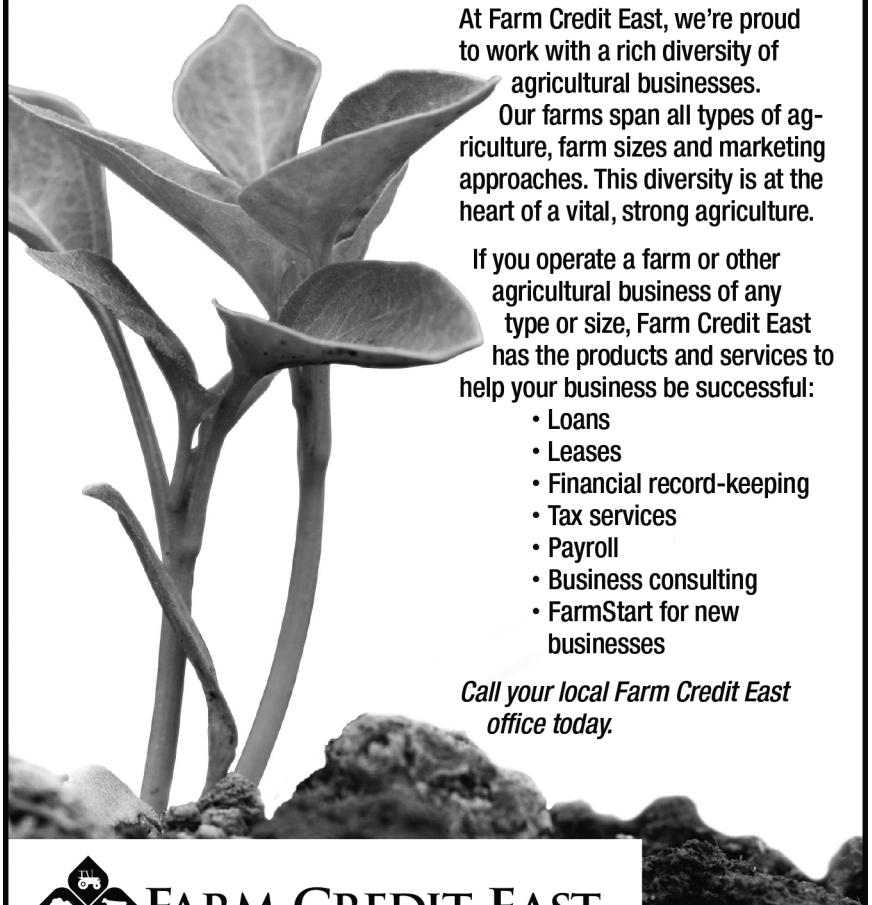 At Farm Credit East, we’re proud
to work with a rich diversity of
agricultural businesses.
Our farms span all types of ag-
riculture, farm sizes and marketing
approaches. This diversity is at the
heart of a vital, strong agriculture.
If you operate a farm or other
agricultural business of any
type or size, Farm Credit East
has the products and services to
help your business be successful:
• Loans
• Leases
• Financial record-keeping
• Tax services
• Payroll
• Business consulting
• FarmStart for new
businesses
Call your local Farm Credit East
office today.
FARM CREDIT EAST